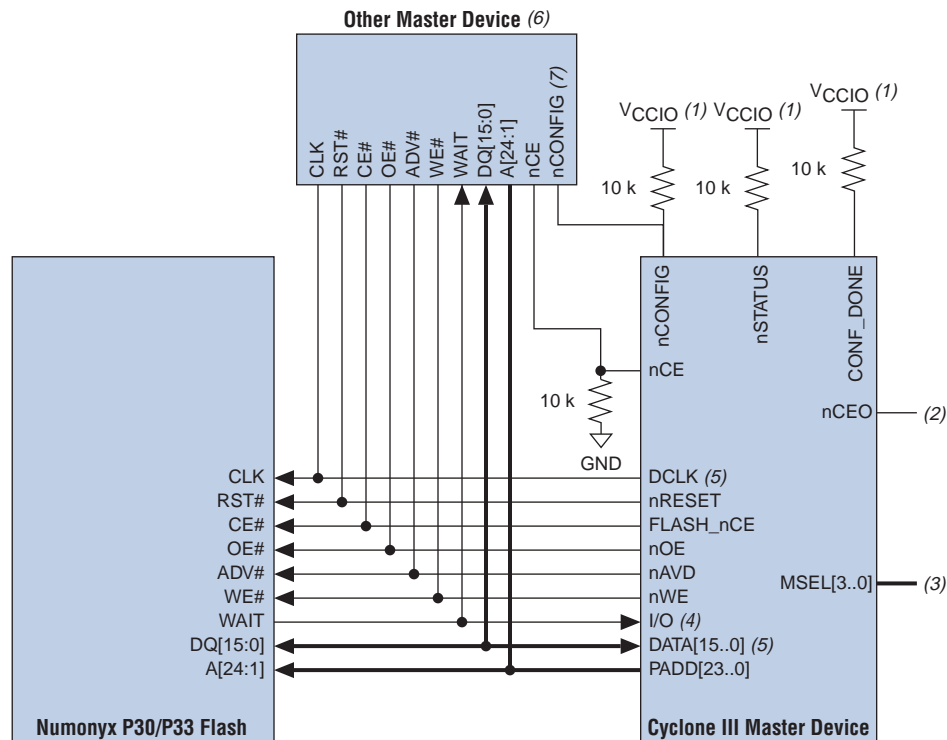 Other Master Device (6)
CLK
RST#
CE#
OE#
ADV#
WE#
WAIT
DQ[15:0]
A[24:1]
nCE
nCONFIG (7)
VCCIO (1)
VCCIO (1)
VCCIO (1)
10 k
10 k
10 k
nCONFIG
nSTATUS
CONF_DONE
nCE
10 k
GND
nCEO
(2)
CLK
DCLK (5)
RST#
nRESET
CE#
FLASH_nCE
OE#
nOE
ADV#
nAVD
MSEL[3..0]
(3)
WE#
nWE
WAIT
I/O (4)
DQ[15:0]
DATA[15..0] (5)
A[24:1]
PADD[23..0]
Numonyx P30/P33 Flash
Cyclone III Master Device